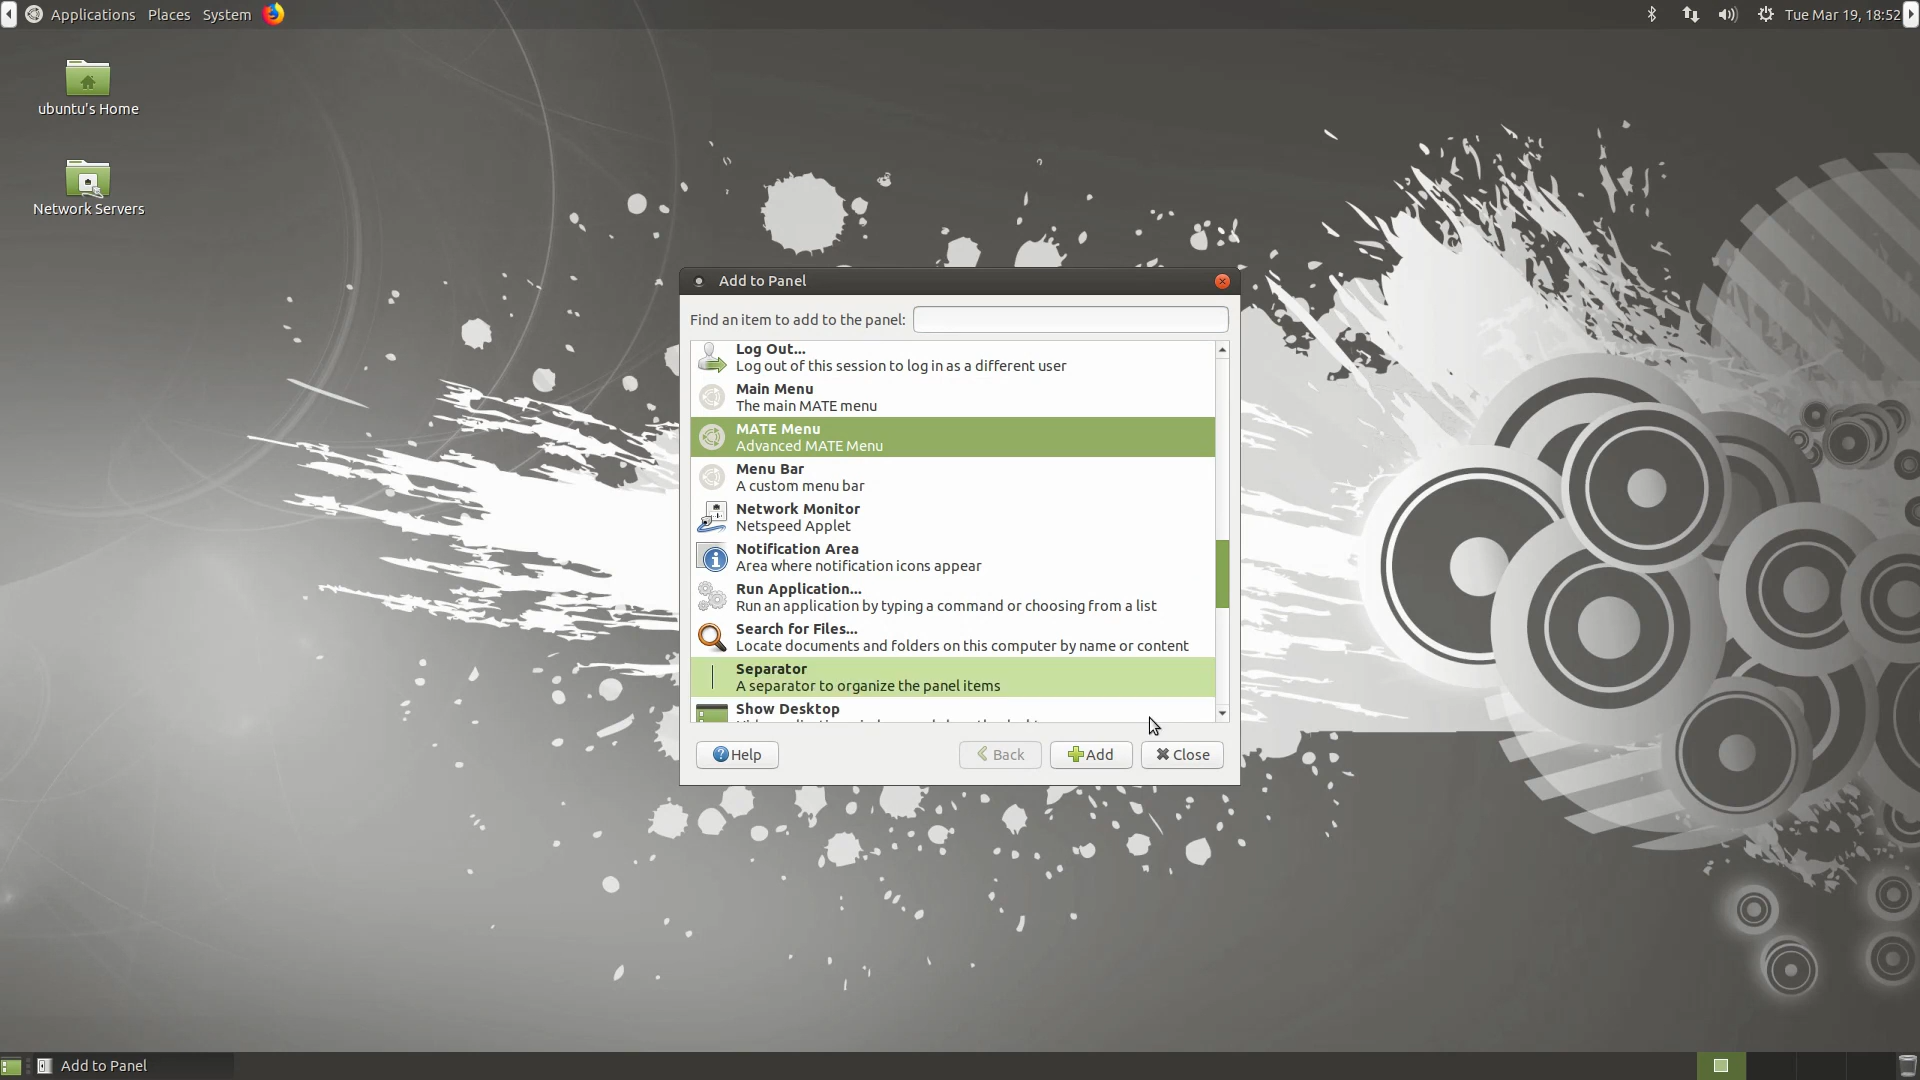 Applications Places System
Tue Mar 19, 18:52
ubuntu's Home
Network Servers
Add to Panel
Find an item to add to the panel:
Log Out...
Log out of this session to log in as a different user
Main Menu
The main MATE menu
MATE Menu
Advanced MATE Menu
Menu Bar
A custom menu bar
Network Monitor
Netspeed Applet
Notification Area
Area where notification icons appear
Run Application...
Run an application by typing a command or choosing from a list
Search for Files...
Locate documents and folders on this computer by name or content
Separator
A separator to organize the panel items
Show Desktop
Help
Back
Add
Close
Add to Panel